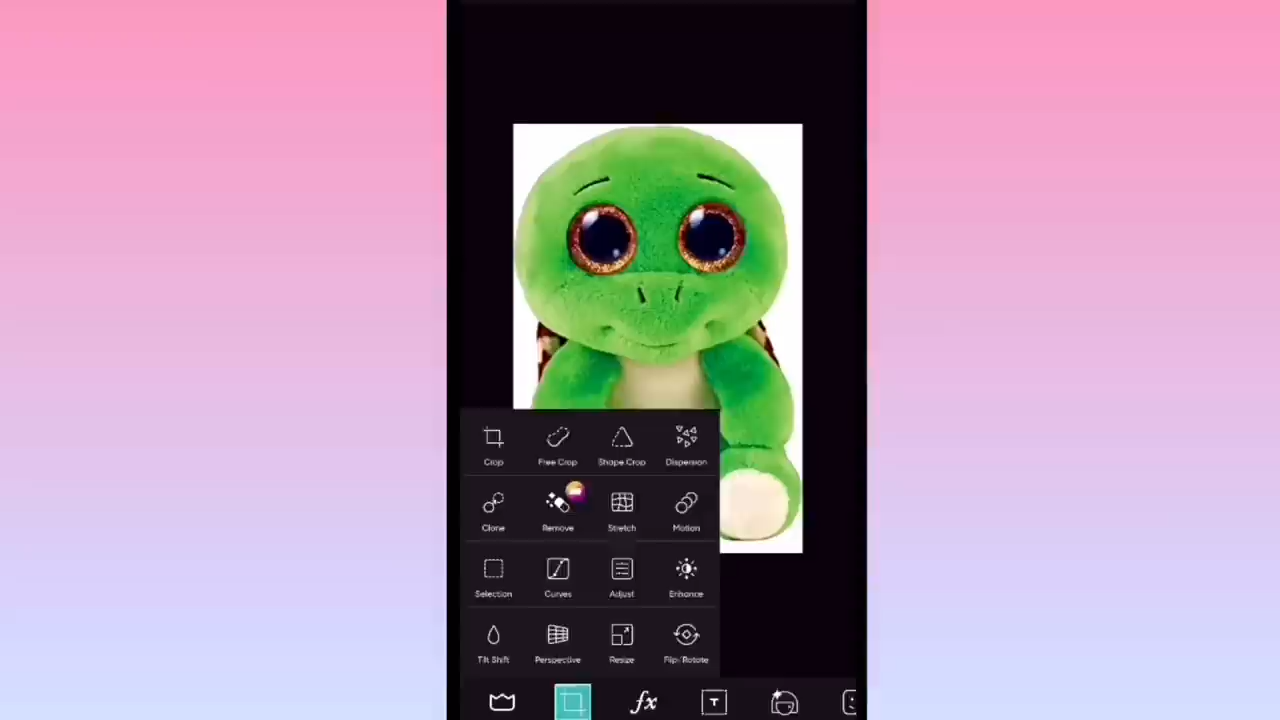 Crop Free Crop Shape Crop Dispersion
Clone Remove Stretch Motion
Selection Curves Adjust Enhance
Tilt Shift Perspective Resize Flip/Rotate
fx T